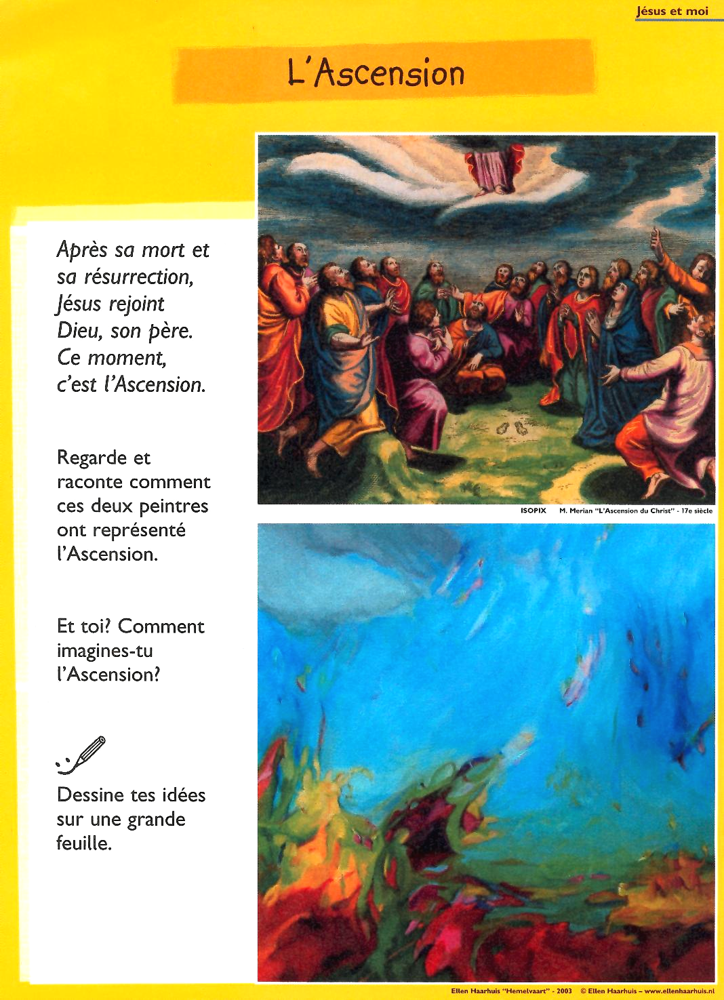 Jésus et moi
L'Ascension
Après sa mort et
sa résurrection,
Jésus rejoint
Dieu, son père.
Ce moment,
c'est l'Ascension.
Regarde et
raconte comment
ces deux peintres
ont représenté
l'Ascension.
Et toi? Comment
imagines-tu
l'Ascension?
Dessine tes idées
sur une grande
feuille.
ISOPIX M. Merian "L'Ascension du Christ" - 17e siècle
Ellen Haarhuis "Hemelvaart" - 2003 © Ellen Haarhuis – www.ellenhaarhuis.nl